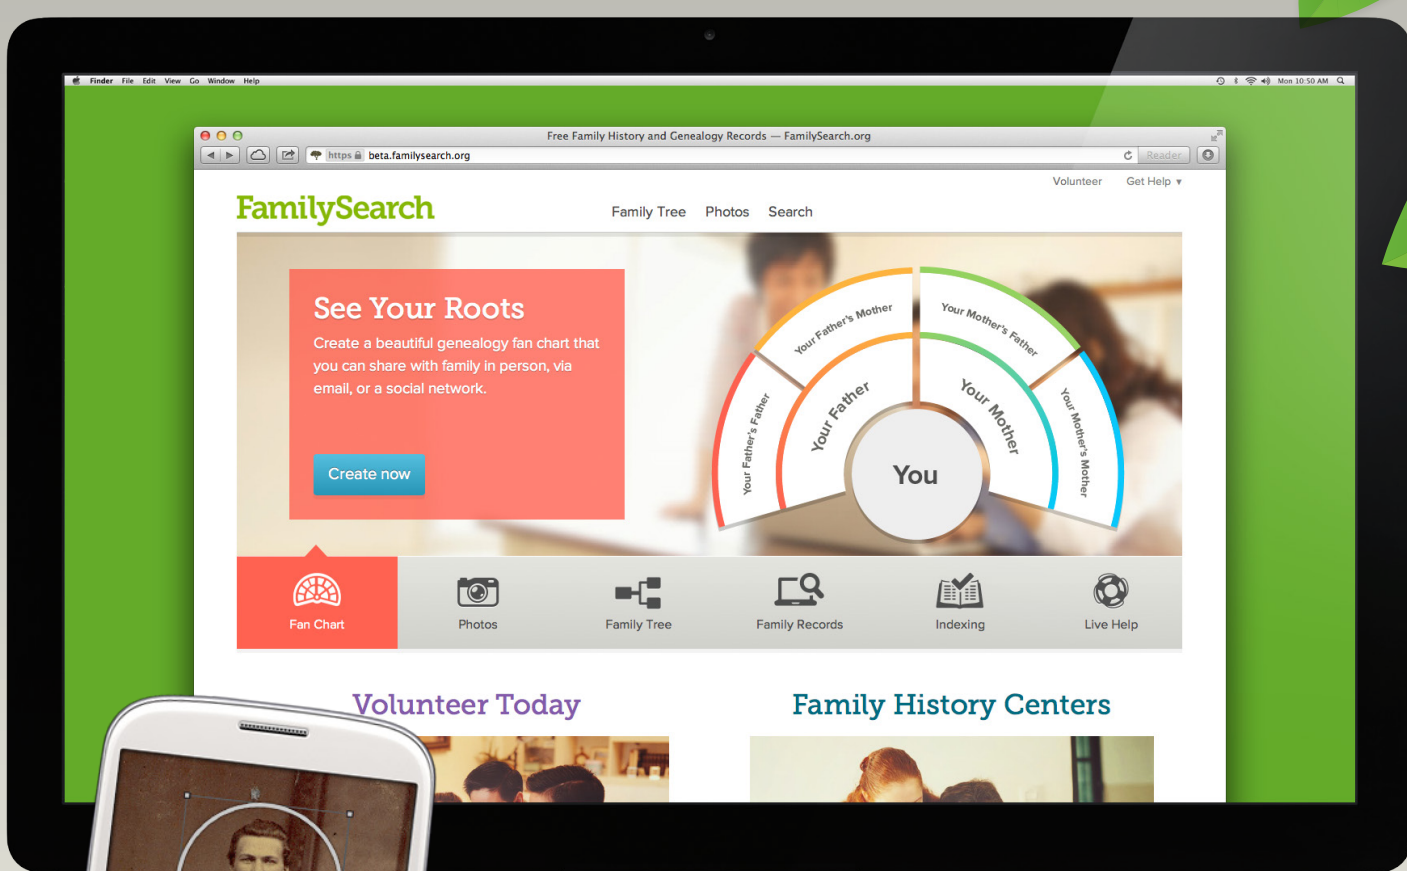 Finder File Edit View Go Window Help
Mon 10:50 AM
Free Family History and Genealogy Records — FamilySearch.org
https beta.familysearch.org
Reader
Volunteer Get Help
FamilySearch
Family Tree Photos Search
See Your Roots
Create a beautiful genealogy fan chart that
you can share with family in person, via
email, or a social network.
Create now
Your Father's Father
Your Father's Mother
Your Mother's Father
Your Mother's Mother
Your Father
Your Mother
You
Fan Chart
Photos
Family Tree
Family Records
Indexing
Live Help
Volunteer Today
Family History Centers